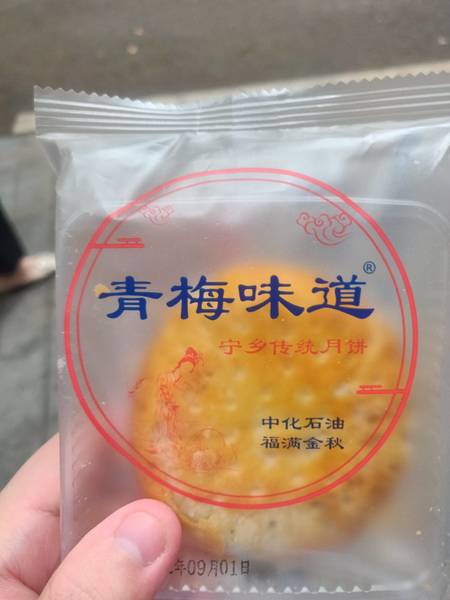 青梅味道®
宁乡传统月饼
中化石油
福满金秋
年09月01日